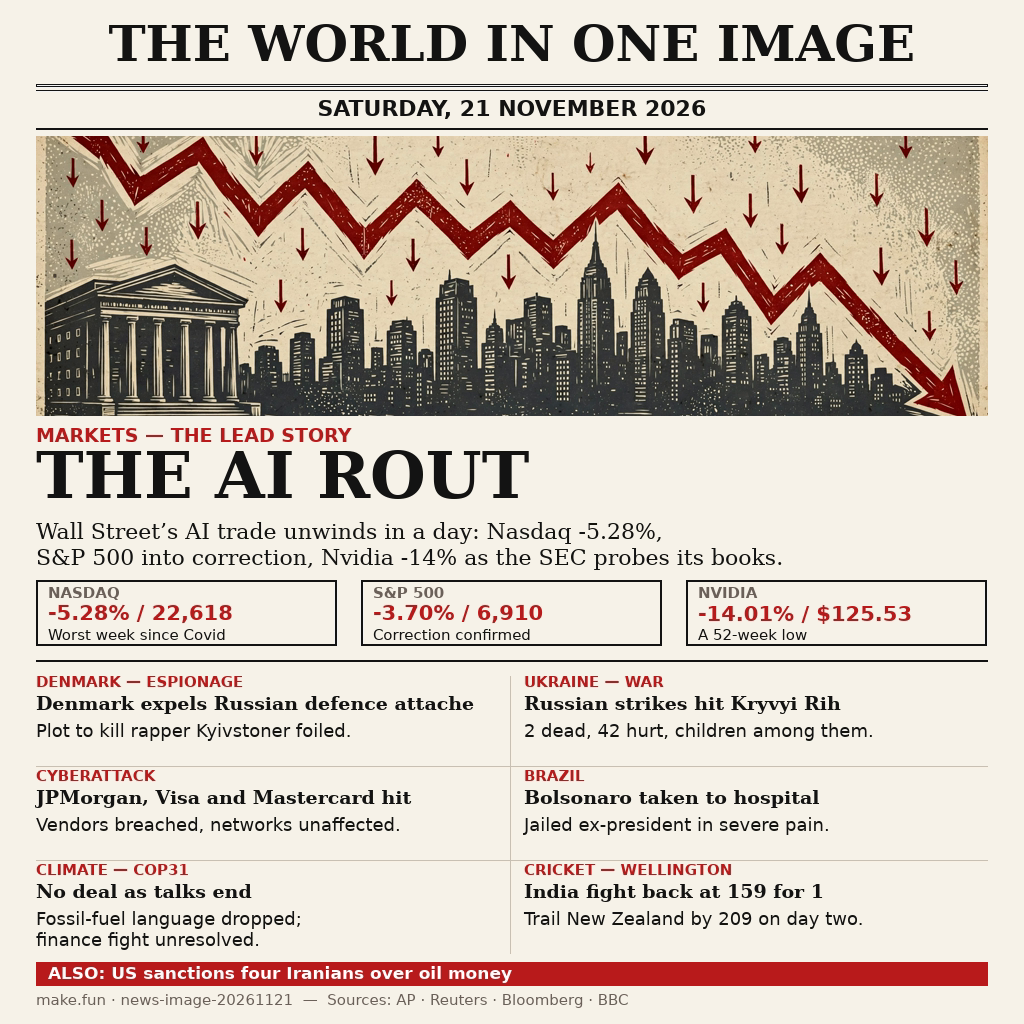 THE WORLD IN ONE IMAGE
SATURDAY, 21 NOVEMBER 2026
MARKETS — THE LEAD STORY
THE AI ROUT
Wall Street’s AI trade unwinds in a day: Nasdaq -5.28%,
S&P 500 into correction, Nvidia -14% as the SEC probes its books.
NASDAQ
-5.28% / 22,618
Worst week since Covid
S&P 500
-3.70% / 6,910
Correction confirmed
NVIDIA
-14.01% / $125.53
A 52-week low
DENMARK — ESPIONAGE
Denmark expels Russian defence attache
Plot to kill rapper Kyivstoner foiled.
UKRAINE — WAR
Russian strikes hit Kryvyi Rih
2 dead, 42 hurt, children among them.
CYBERATTACK
JPMorgan, Visa and Mastercard hit
Vendors breached, networks unaffected.
BRAZIL
Bolsonaro taken to hospital
Jailed ex-president in severe pain.
CLIMATE — COP31
No deal as talks end
Fossil-fuel language dropped;
finance fight unresolved.
CRICKET — WELLINGTON
India fight back at 159 for 1
Trail New Zealand by 209 on day two.
ALSO: US sanctions four Iranians over oil money
make.fun · news-image-20261121 — Sources: AP · Reuters · Bloomberg · BBC